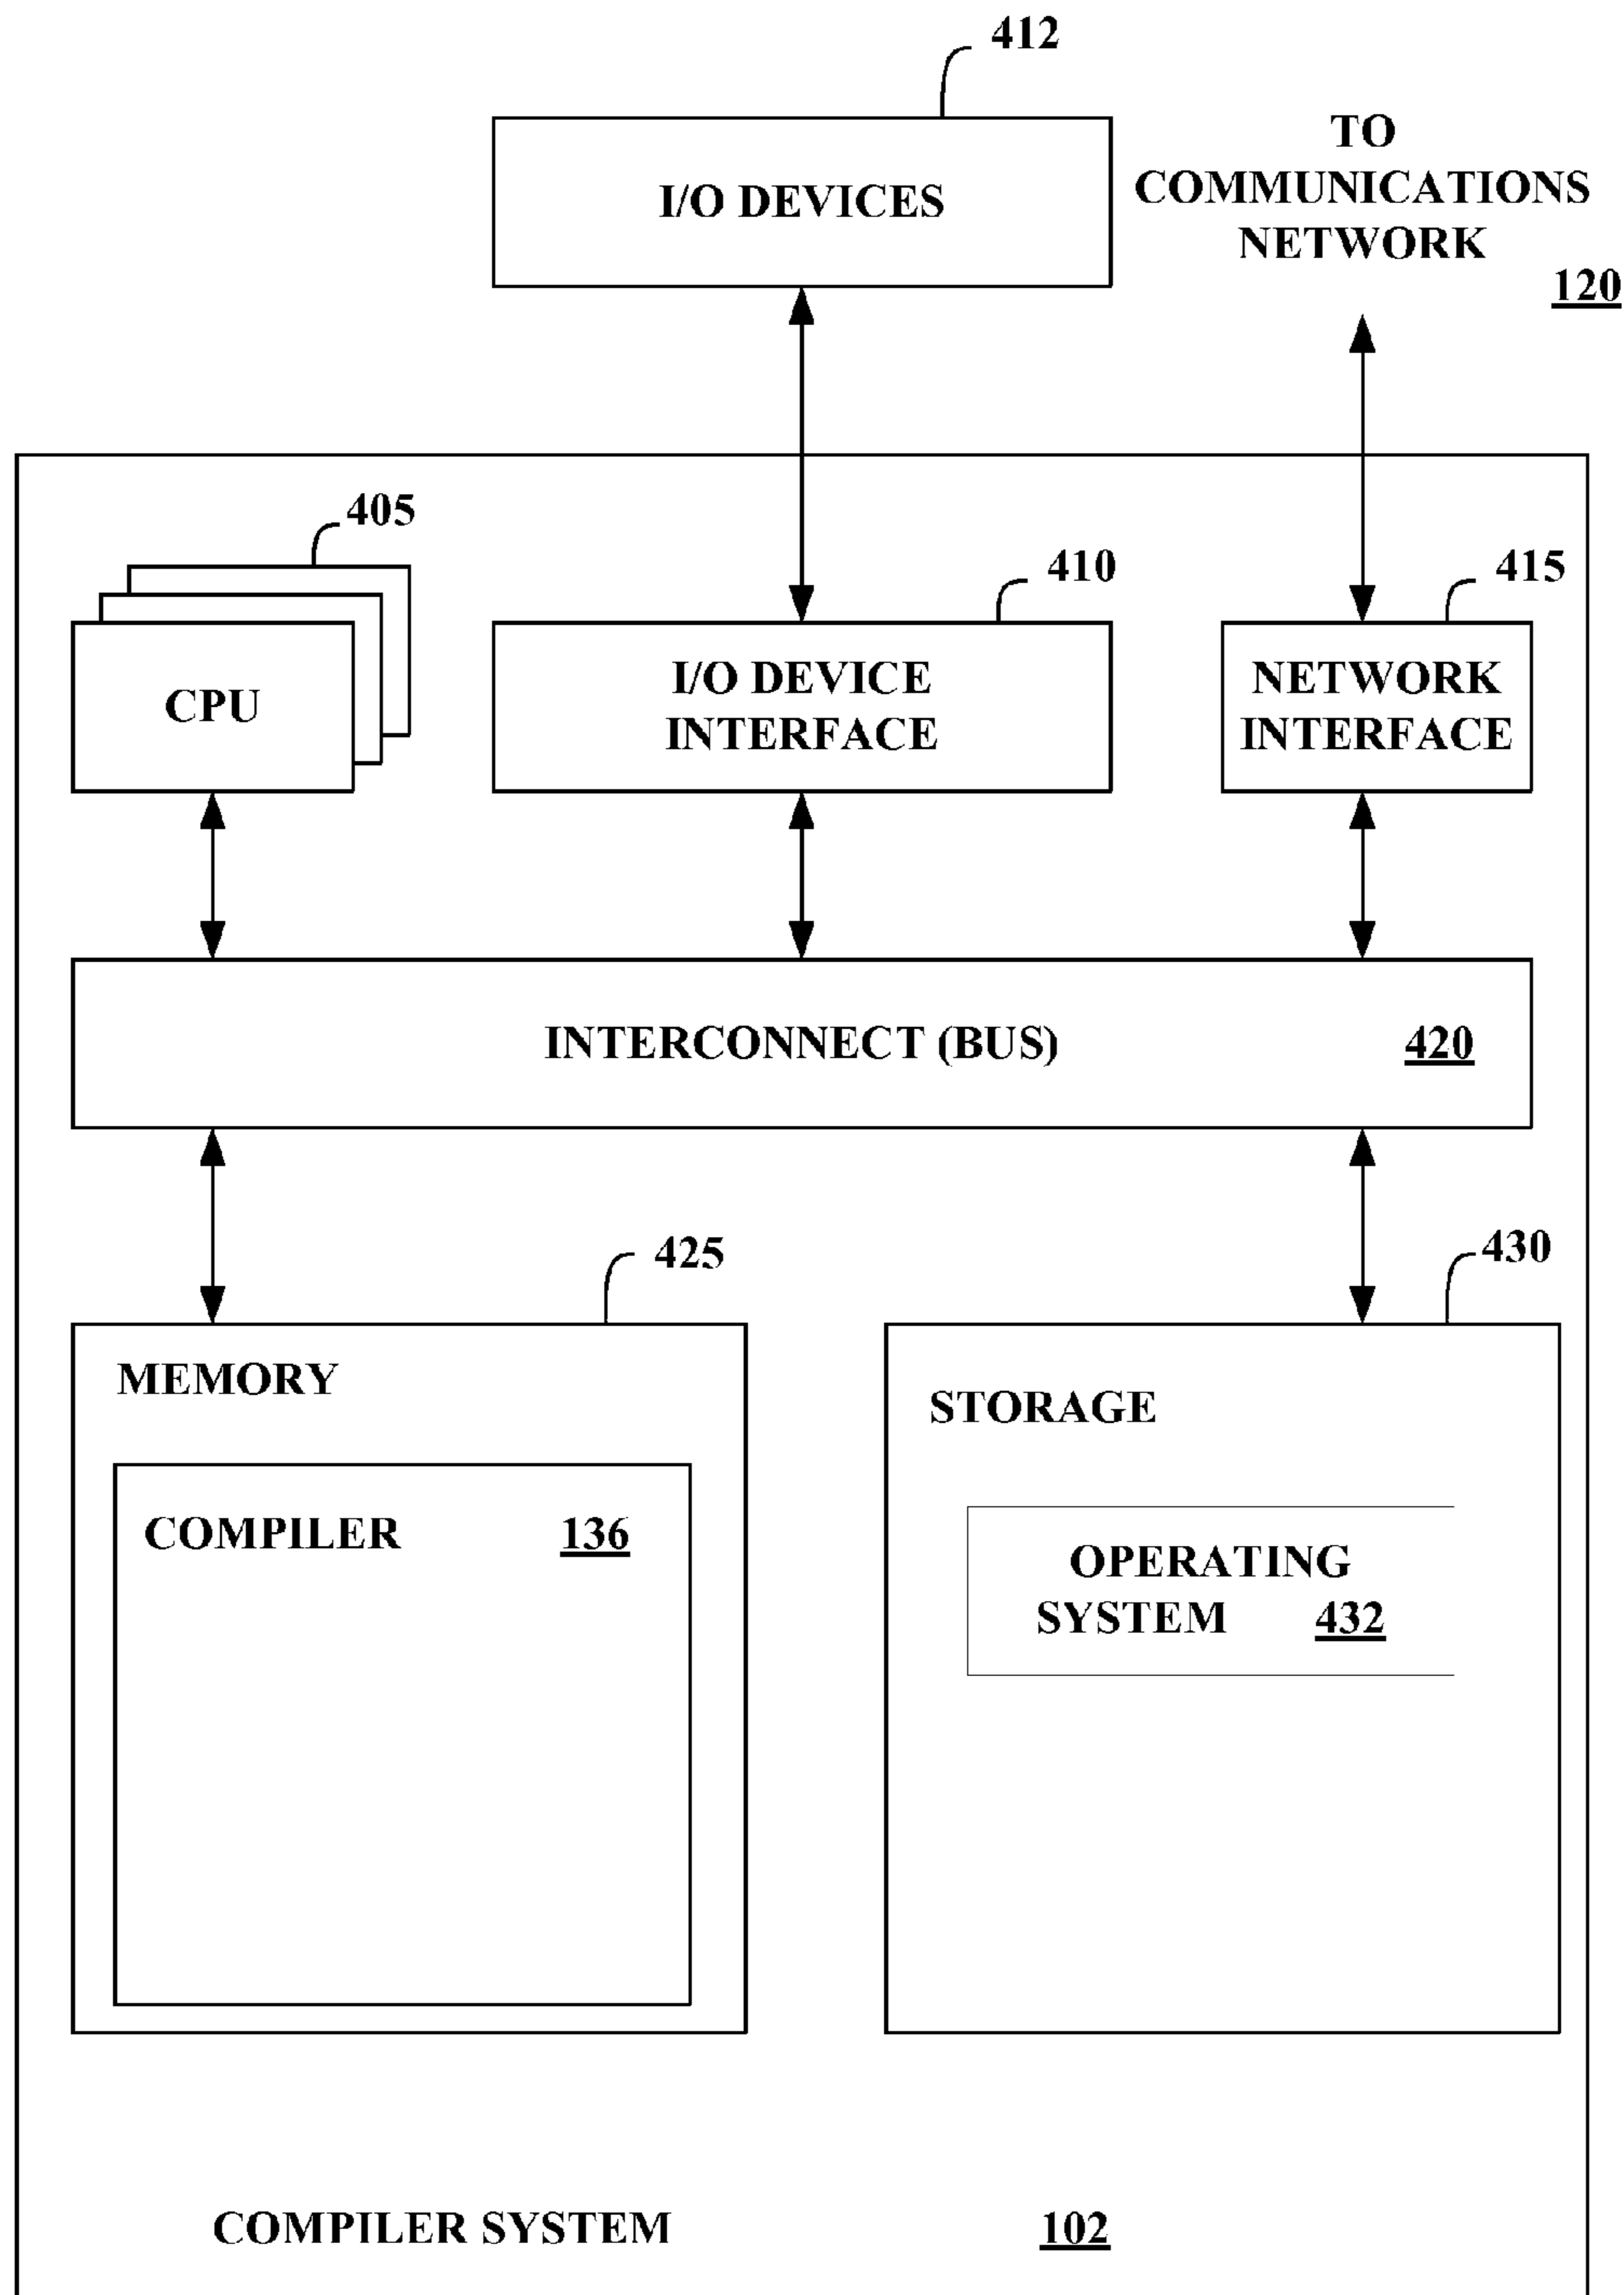 412
I/O DEVICES
TO
COMMUNICATIONS
NETWORK
120
405
410
415
CPU
I/O DEVICE
INTERFACE
NETWORK
INTERFACE
INTERCONNECT (BUS)
420
425
430
MEMORY
STORAGE
COMPILER
136
OPERATING
SYSTEM
432
COMPILER SYSTEM
102